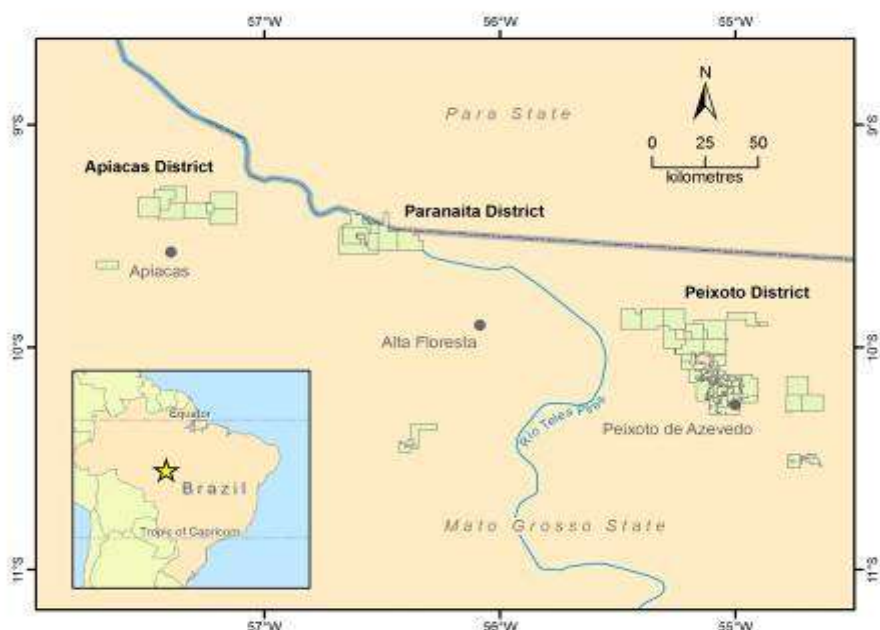 57°W
56°W
55°W
9°S
9°S
Para State
N
0 25 50
kilometres
Apiacas District
Paranaita District
Apiacas
Peixoto District
Alta Floresta
10°S
10°S
Rio Teles Pires
Peixoto de Azevedo
Equator
Brazil
Tropic of Capricorn
Mato Grosso State
11°S
11°S
57°W
56°W
55°W